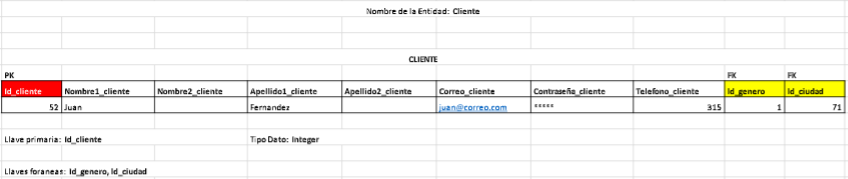 Nombre de la Entidad: Cliente
CLIENTE
PK FK FK
Id_cliente Nombre1_cliente Nombre2_cliente Apellido1_cliente Apellido2_cliente Correo_cliente Contraseña_cliente Telefono_cliente Id_genero Id_ciudad
52 Juan Fernandez juan@correo.com ***** 315 1 71
Llave primaria: Id_cliente Tipo Dato: Integer
Llaves foraneas: Id_genero, Id_ciudad